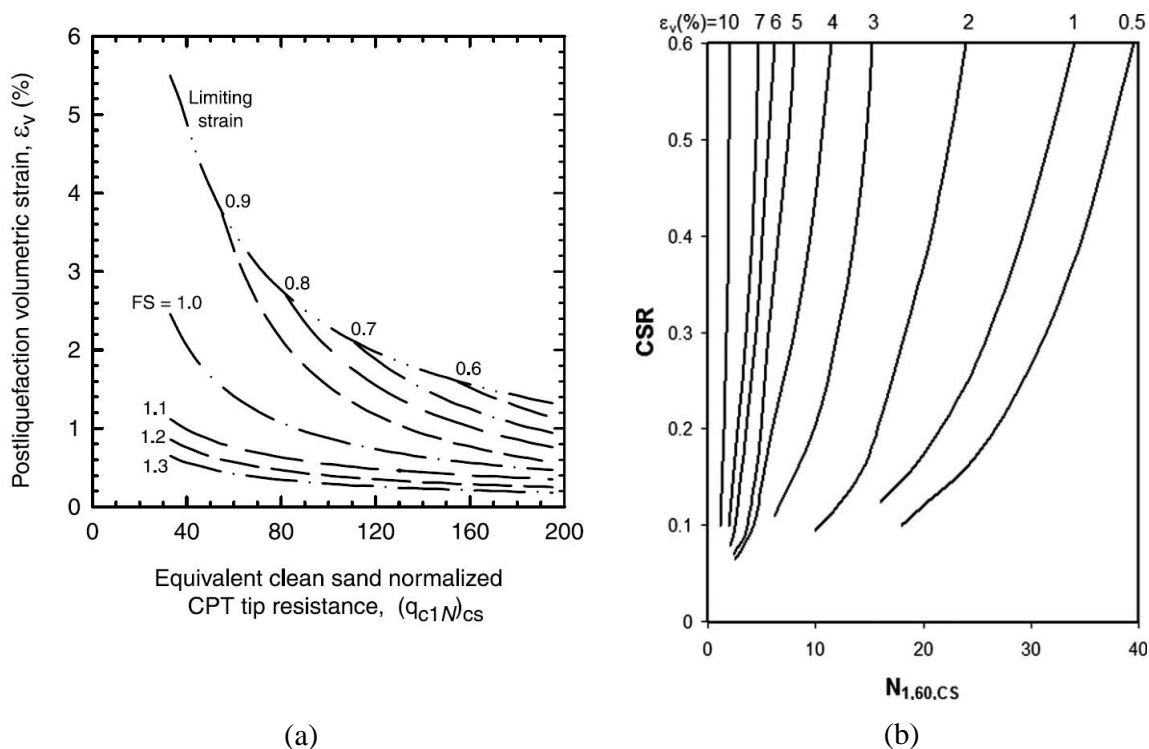 6
5
4
3
2
1
0
Postliquefaction volumetric strain, εv (%)
Limiting
strain
0.9
0.8
0.7
0.6
FS = 1.0
1.1
1.2
1.3
0 40 80 120 160 200
Equivalent clean sand normalized
CPT tip resistance, (qc1N)cs
(a)
εv(%)=10 7 6 5 4 3 2 1 0.5
0.6
0.5
0.4
0.3
0.2
0.1
0
CSR
0 10 20 30 40
N1,60,CS
(b)